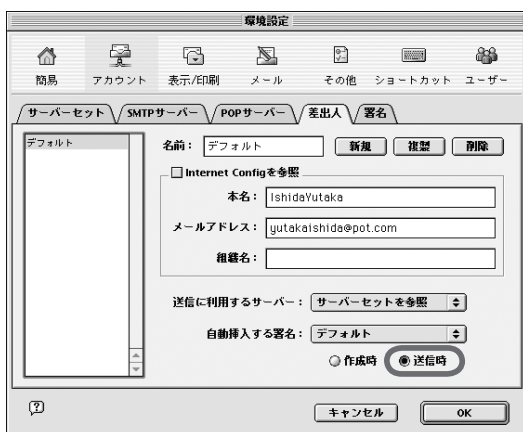 環境設定
簡易 アカウント 表示/印刷 メール その他 ショートカット ユーザー
サーバーセット SMTPサーバー POPサーバー 差出人 署名
デフォルト
名前： デフォルト 新規 複製 削除
Internet Configを参照
本名： IshidaYutaka
メールアドレス： yutakaishida@pot.com
組織名：
送信に利用するサーバー： サーバーセットを参照
自動挿入する署名： デフォルト
作成時 送信時
? キャンセル OK